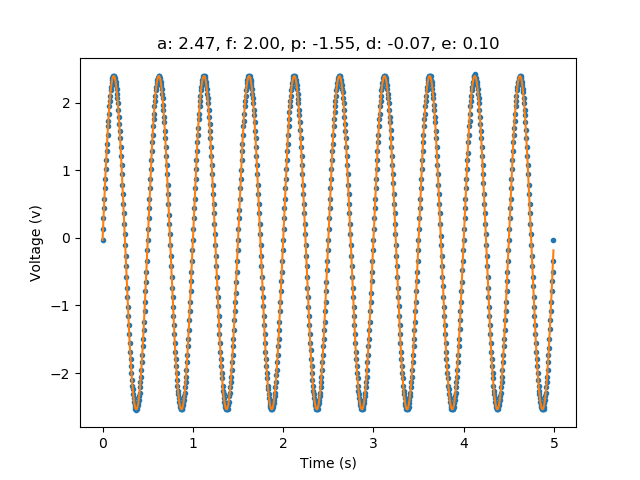 a: 2.47, f: 2.00, p: -1.55, d: -0.07, e: 0.10
2
1
0
−1
−2
Voltage (v)
0 1 2 3 4 5
Time (s)